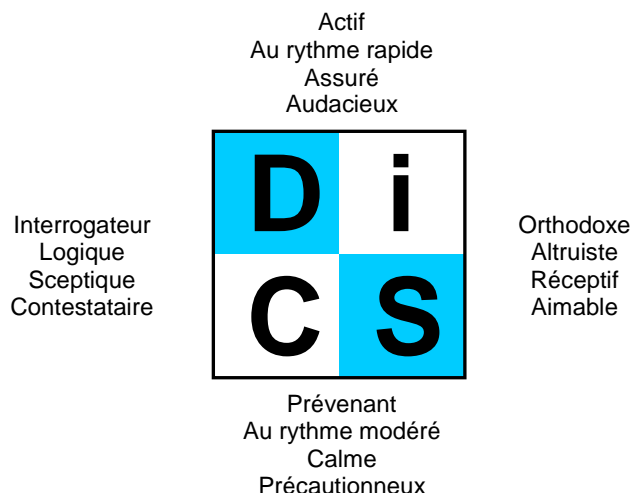 Actif
Au rythme rapide
Assuré
Audacieux
D i
Interrogateur
Logique
Sceptique
Contestataire
Orthodoxe
Altruiste
Réceptif
Aimable
C S
Prévenant
Au rythme modéré
Calme
Précautionneux